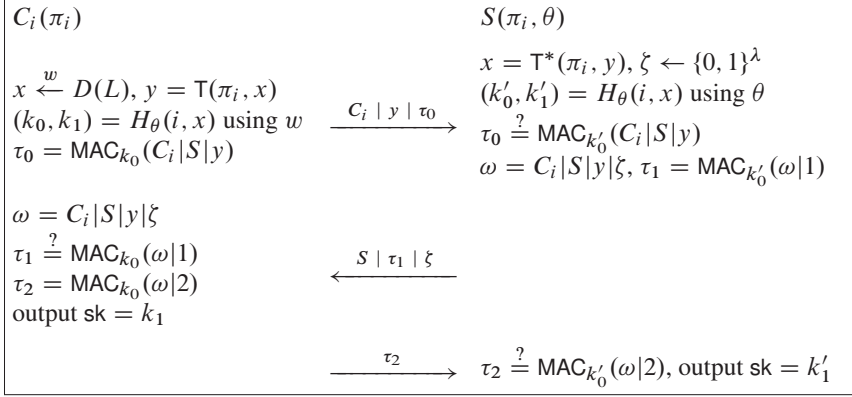 C_i(π_i)
S(π_i, θ)
x = T*(π_i, y), ζ ← {0, 1}^λ
x ←^w D(L), y = T(π_i, x)
(k′_0, k′_1) = H_θ(i, x) using θ
(k_0, k_1) = H_θ(i, x) using w
C_i | y | τ_0
τ_0 ≟ MAC_{k′_0}(C_i|S|y)
τ_0 = MAC_{k_0}(C_i|S|y)
ω = C_i|S|y|ζ, τ_1 = MAC_{k′_0}(ω|1)
ω = C_i|S|y|ζ
τ_1 ≟ MAC_{k_0}(ω|1)
S | τ_1 | ζ
τ_2 = MAC_{k_0}(ω|2)
output sk = k_1
τ_2
τ_2 ≟ MAC_{k′_0}(ω|2), output sk = k′_1